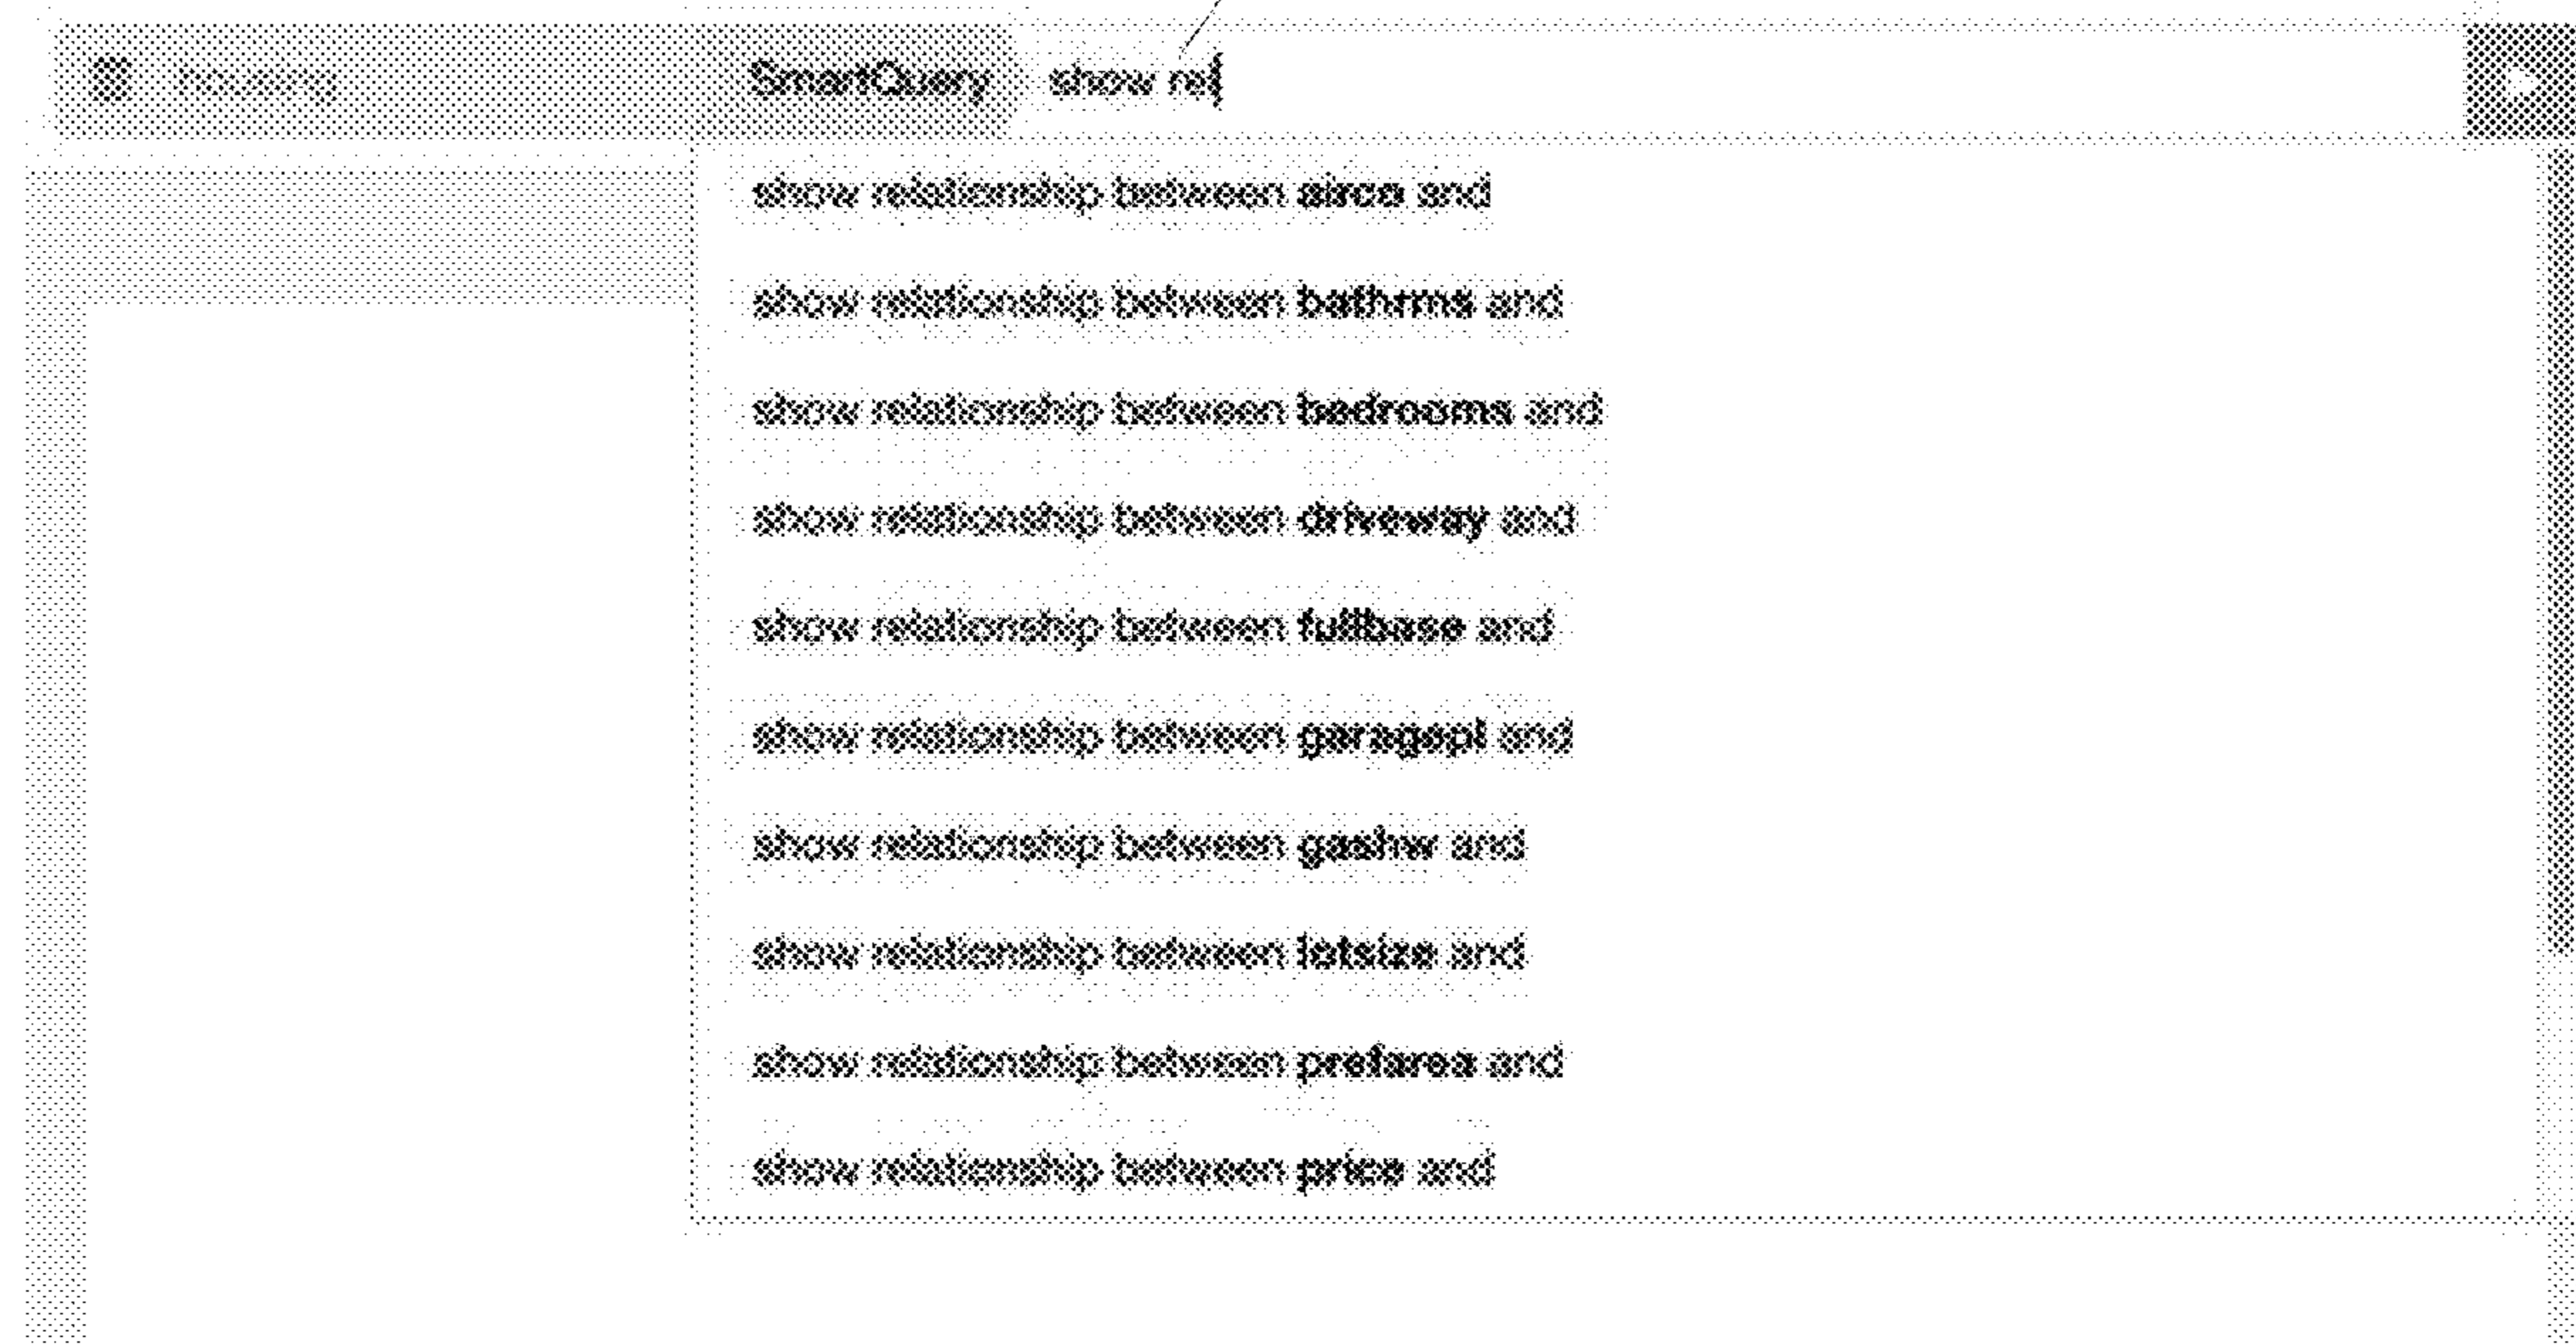 housing SmartQuery show rel
show relationship between airco and
show relationship between bathrms and
show relationship between bedrooms and
show relationship between driveway and
show relationship between fullbase and
show relationship between garagepl and
show relationship between gashw and
show relationship between lotsize and
show relationship between prefarea and
show relationship between price and